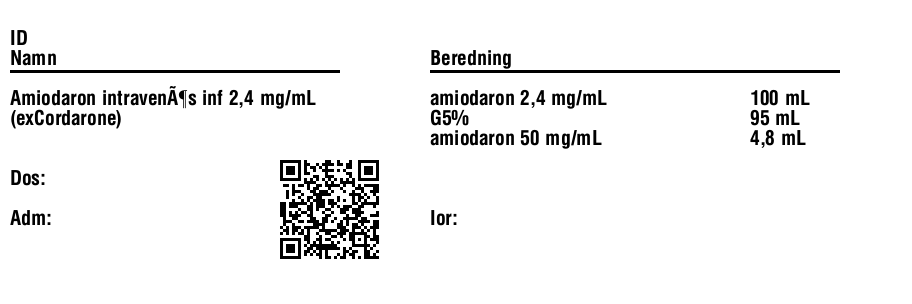 ID
Namn
Beredning
Amiodaron intravenÃ¶s inf 2,4 mg/mL
(exCordarone)
amiodaron 2,4 mg/mL 100 mL
G5% 95 mL
amiodaron 50 mg/mL 4,8 mL
Dos:
Adm:
Ior: